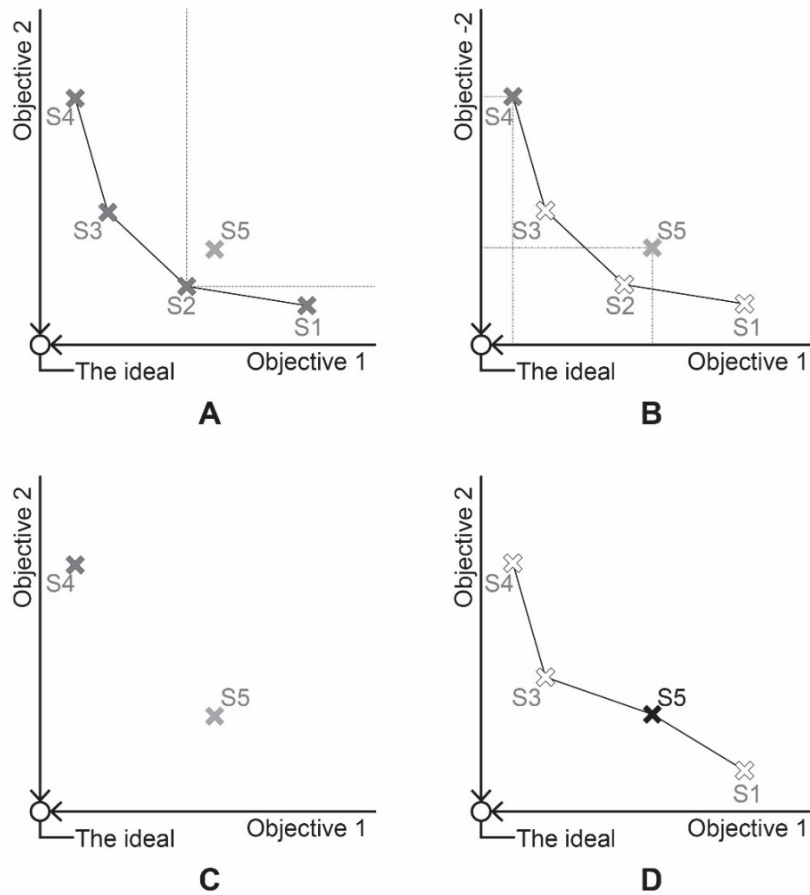 Objective 2
S4
S3
S5
S2
S1
Objective 1
The ideal
A
Objective -2
S4
S3
S5
S2
S1
Objective 1
The ideal
B
Objective 2
S4
S5
Objective 1
The ideal
C
Objective 2
S4
S3
S5
S1
Objective 1
The ideal
D